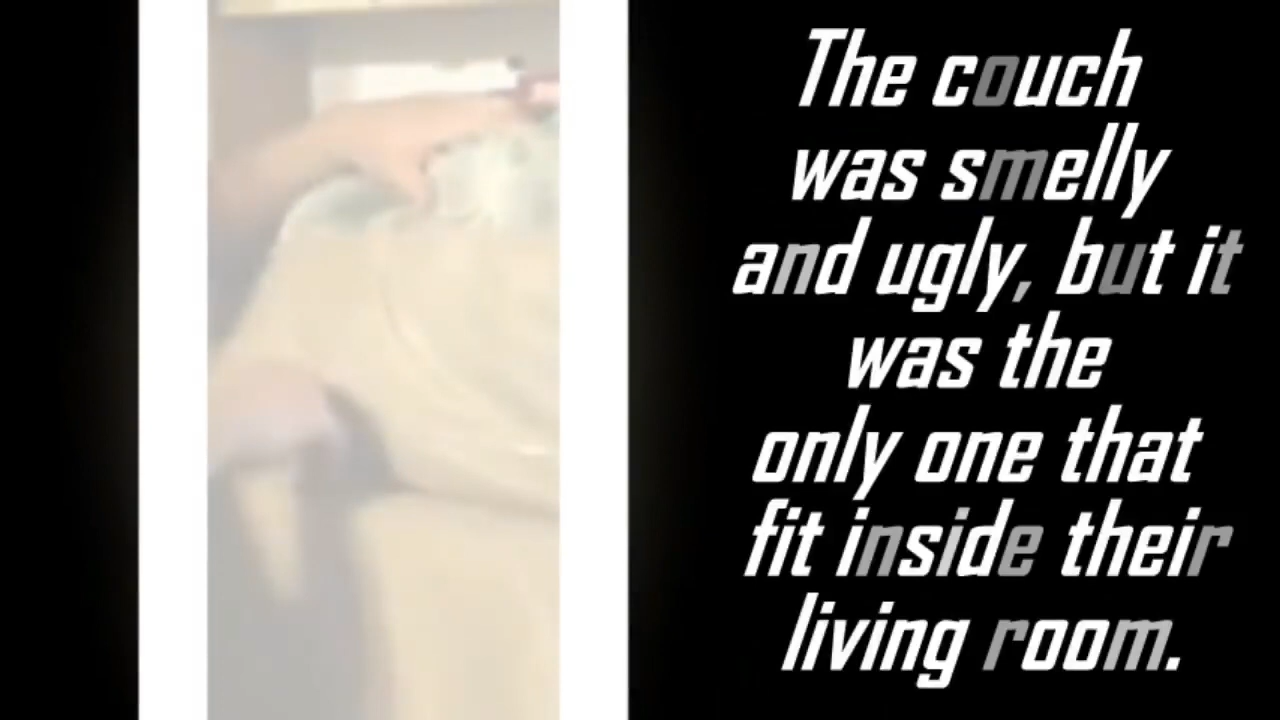 The couch
was smelly
and ugly, but it
was the
only one that
fit inside their
living room.